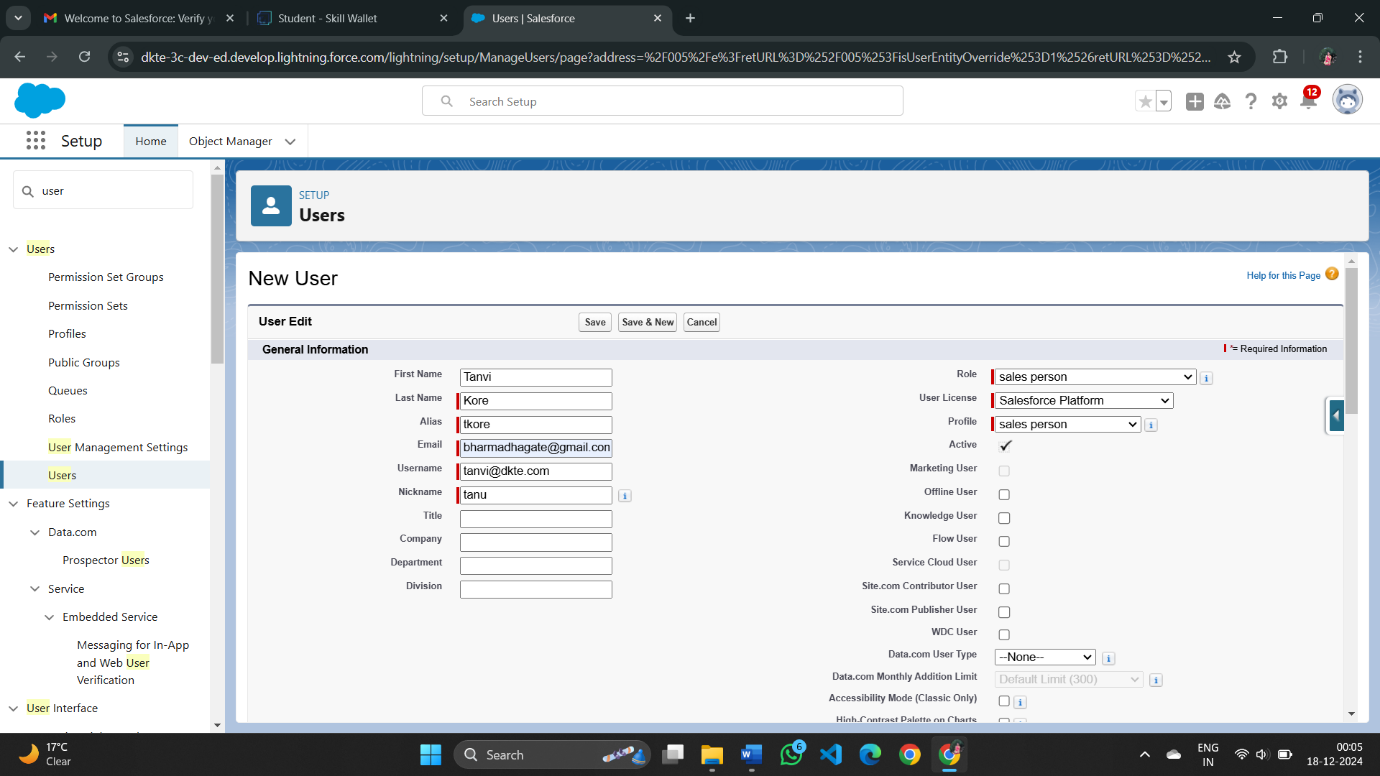 Welcome to Salesforce: Verify y
Student - Skill Wallet
Users | Salesforce
dkte-3c-dev-ed.develop.lightning.force.com/lightning/setup/ManageUsers/page?address=%2F005%2Fe%3FretURL%3D%252F005%253FisUserEntityOverride%253D1%2526retURL%253D%252...
Search Setup
12
Setup
Home
Object Manager
user
Users
Permission Set Groups
Permission Sets
Profiles
Public Groups
Queues
Roles
User Management Settings
Users
Feature Settings
Data.com
Prospector Users
Service
Embedded Service
Messaging for In-App
and Web User
Verification
User Interface
SETUP
Users
New User
Help for this Page
User Edit
Save
Save & New
Cancel
General Information
*= Required Information
First Name Tanvi
Last Name Kore
Alias tkore
Email bharmadhagate@gmail.con
Username tanvi@dkte.com
Nickname tanu
Title
Company
Department
Division
Role sales person
User License Salesforce Platform
Profile sales person
Active
Marketing User
Offline User
Knowledge User
Flow User
Service Cloud User
Site.com Contributor User
Site.com Publisher User
WDC User
Data.com User Type --None--
Data.com Monthly Addition Limit Default Limit (300)
Accessibility Mode (Classic Only)
High-Contrast Palette on Charts
17°C
Clear
Search
6
ENG
IN
00:05
18-12-2024